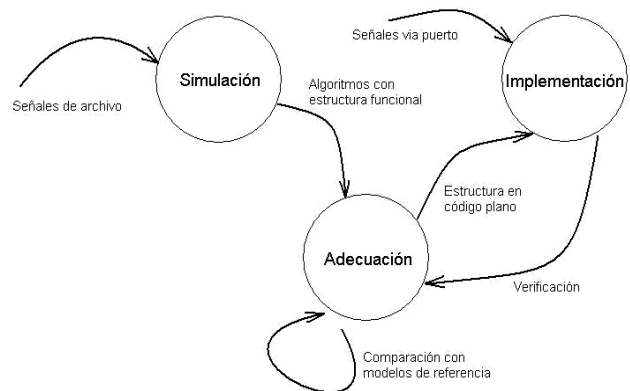 Señales via puerto
Simulación
Implementación
Señales de archivo
Algoritmos con
estructura funcional
Estructura en
código plano
Adecuación
Verificación
Comparación con
modelos de referencia